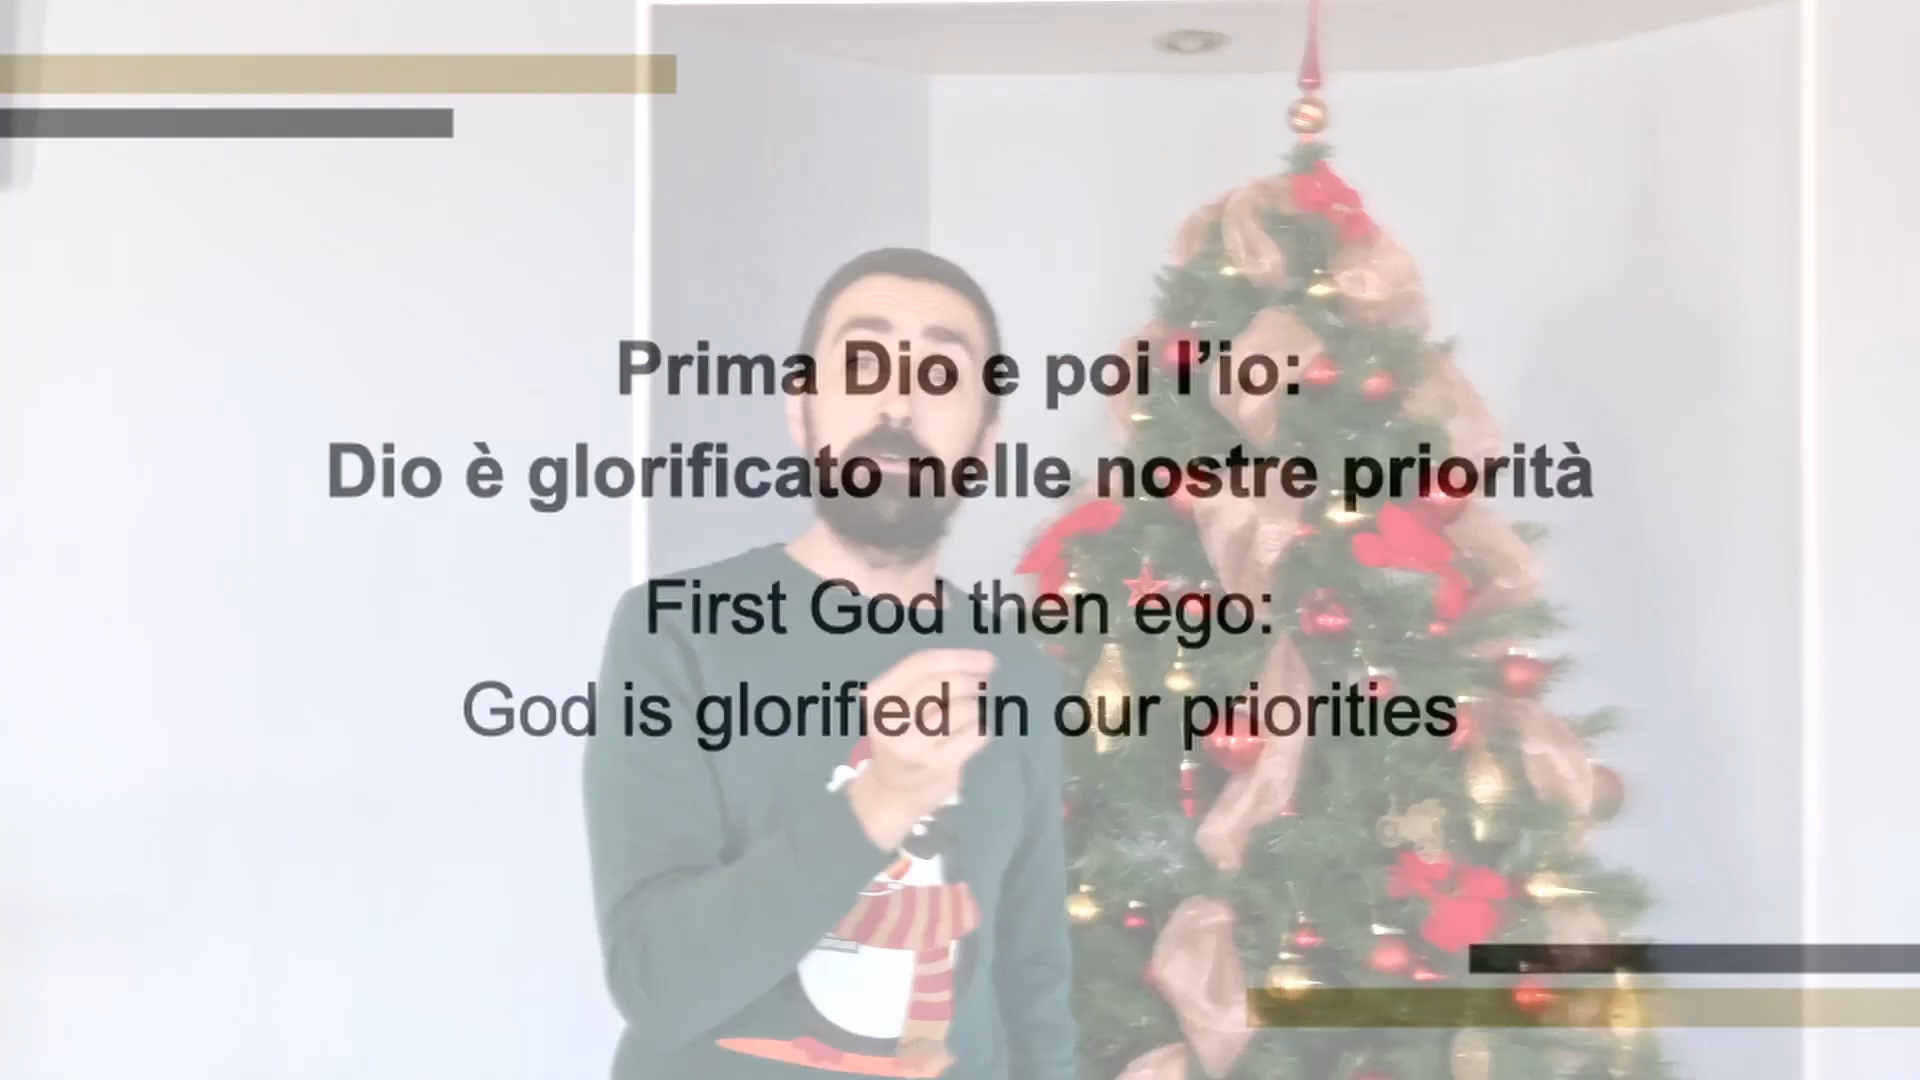 Prima Dio e poi l’io:
Dio è glorificato nelle nostre priorità
First God then ego:
God is glorified in our priorities